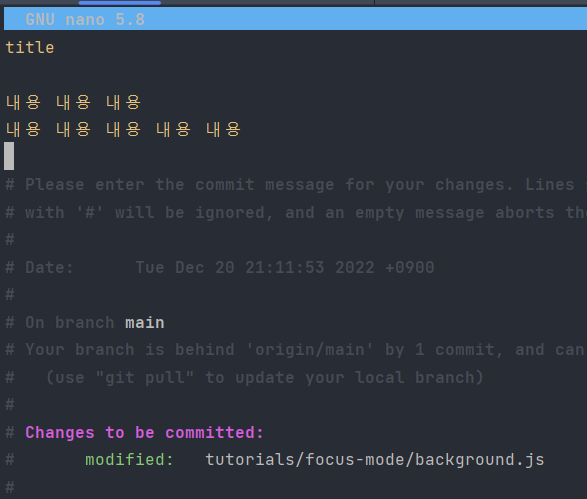 GNU nano 5.8
title
내용 내용 내용
내용 내용 내용 내용 내용
# Please enter the commit message for your changes. Lines
# with '#' will be ignored, and an empty message aborts
#
# Date:      Tue Dec 20 21:11:53 2022 +0900
#
# On branch main
# Your branch is behind 'origin/main' by 1 commit, and can
#   (use "git pull" to update your local branch)
#
# Changes to be committed:
#       modified:   tutorials/focus-mode/background.js
#